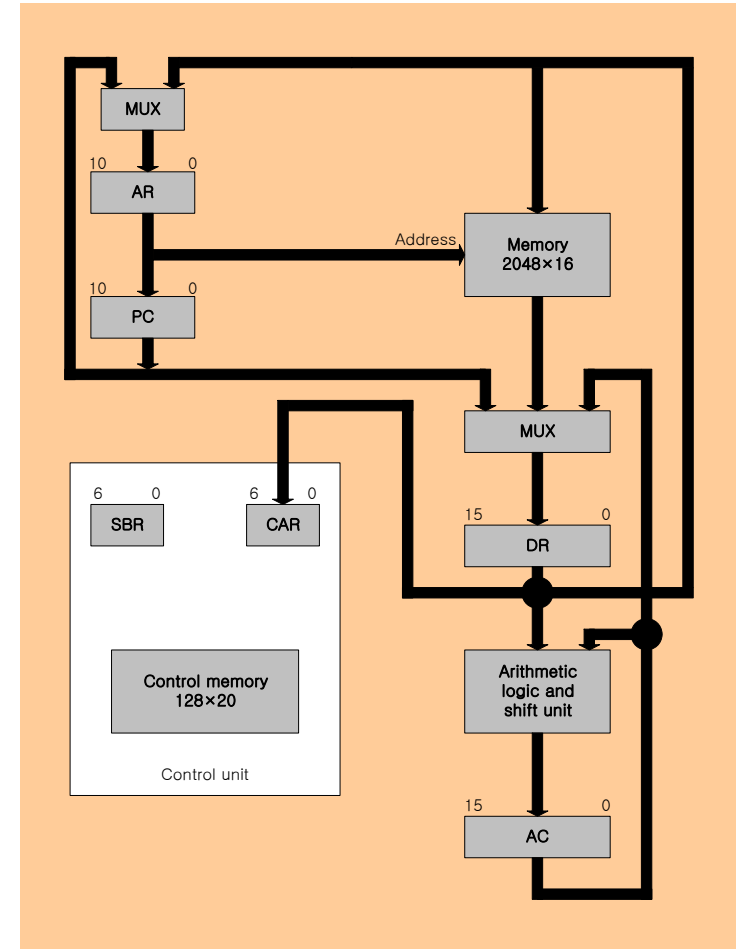 MUX
10 0
AR
Address
Memory
2048×16
10 0
PC
MUX
6 0
SBR
6 0
CAR
15 0
DR
Control memory
128×20
Arithmetic
logic and
shift unit
Control unit
15 0
AC